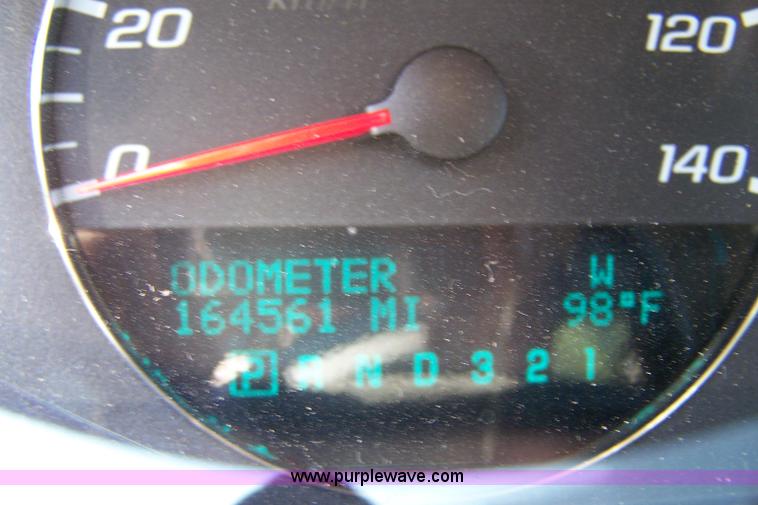 20
120
0
140
ODOMETER W
164561 MI 98°F
P R N D 3 2 1
www.purplewave.com